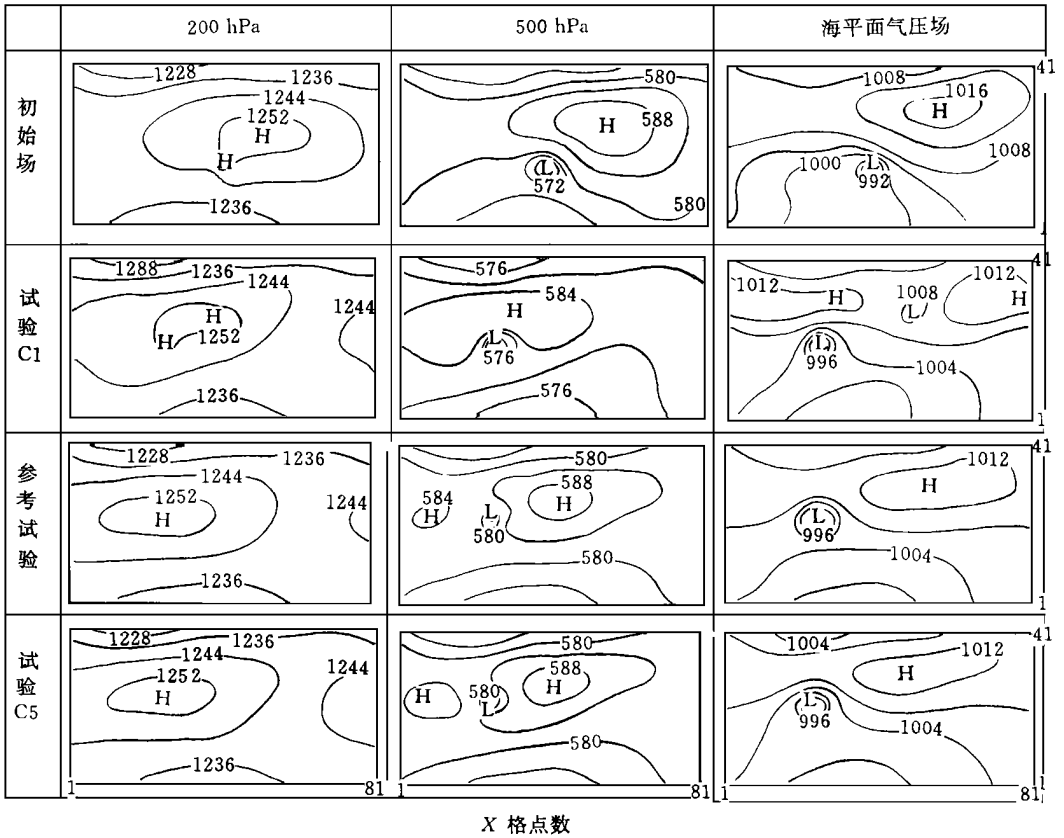 200 hPa 500 hPa 海平面气压场
初始场
1228 1236 1244 1252 H H 1236
580 588 H L 572 580
1008 1016 H 1008 1000 L 992 41 1
试验C1
1288 1236 1244 H 1252 H 1244 1236
576 584 H L 576 576
1012 H 1008 L 1012 H L 996 1004 41 1
参考试验
1228 1236 1244 1252 H 1244 1236
580 588 H 584 H L 580 580
1012 H L 996 1004 41 1
试验C5
1228 1236 1244 1252 H 1244 1236
580 588 H H 580 L 580
1004 1012 H L 996 1004 41 1
1 81 1 81 1 81
X 格点数